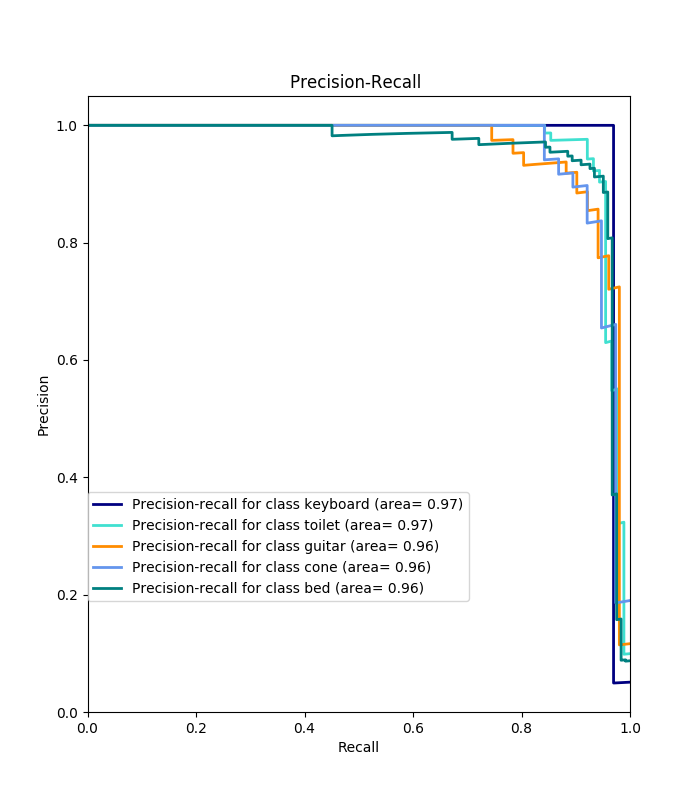 Precision-Recall
1.0
0.8
0.6
0.4
0.2
0.0
Precision
Precision-recall for class keyboard (area= 0.97)
Precision-recall for class toilet (area= 0.97)
Precision-recall for class guitar (area= 0.96)
Precision-recall for class cone (area= 0.96)
Precision-recall for class bed (area= 0.96)
0.0 0.2 0.4 0.6 0.8 1.0
Recall